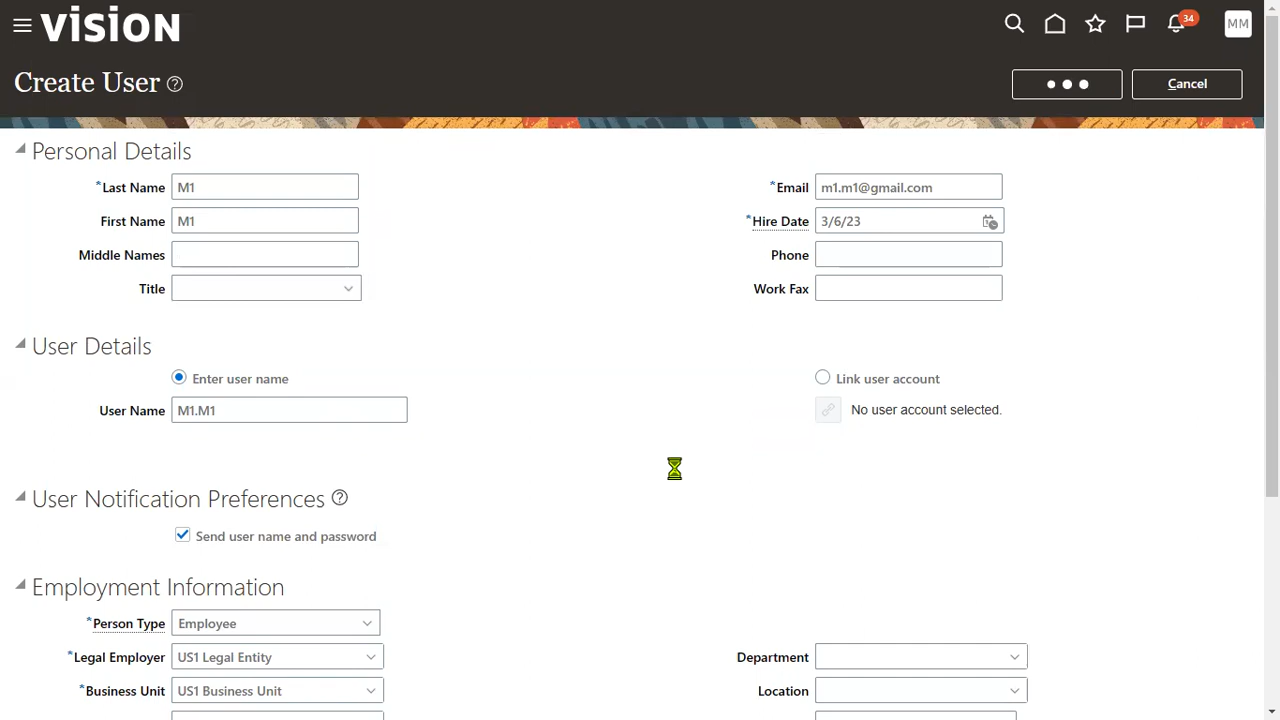 VISION
34
MM
Create User
Cancel
Personal Details
*Last Name M1
*Email m1.m1@gmail.com
First Name M1
*Hire Date 3/6/23
Middle Names
Phone
Title
Work Fax
User Details
Enter user name
Link user account
User Name M1.M1
No user account selected.
User Notification Preferences
Send user name and password
Employment Information
*Person Type Employee
*Legal Employer US1 Legal Entity
Department
*Business Unit US1 Business Unit
Location